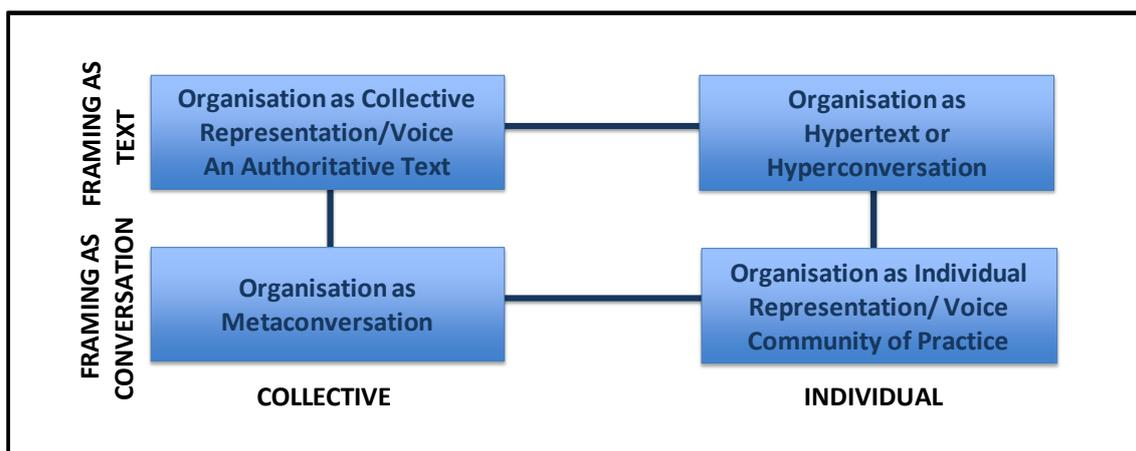 FRAMING AS
TEXT
Organisation as Collective
Representation/Voice
An Authoritative Text
Organisation as
Hypertext or
Hyperconversation
FRAMING AS
CONVERSATION
Organisation as
Metaconversation
Organisation as Individual
Representation/ Voice
Community of Practice
COLLECTIVE
INDIVIDUAL